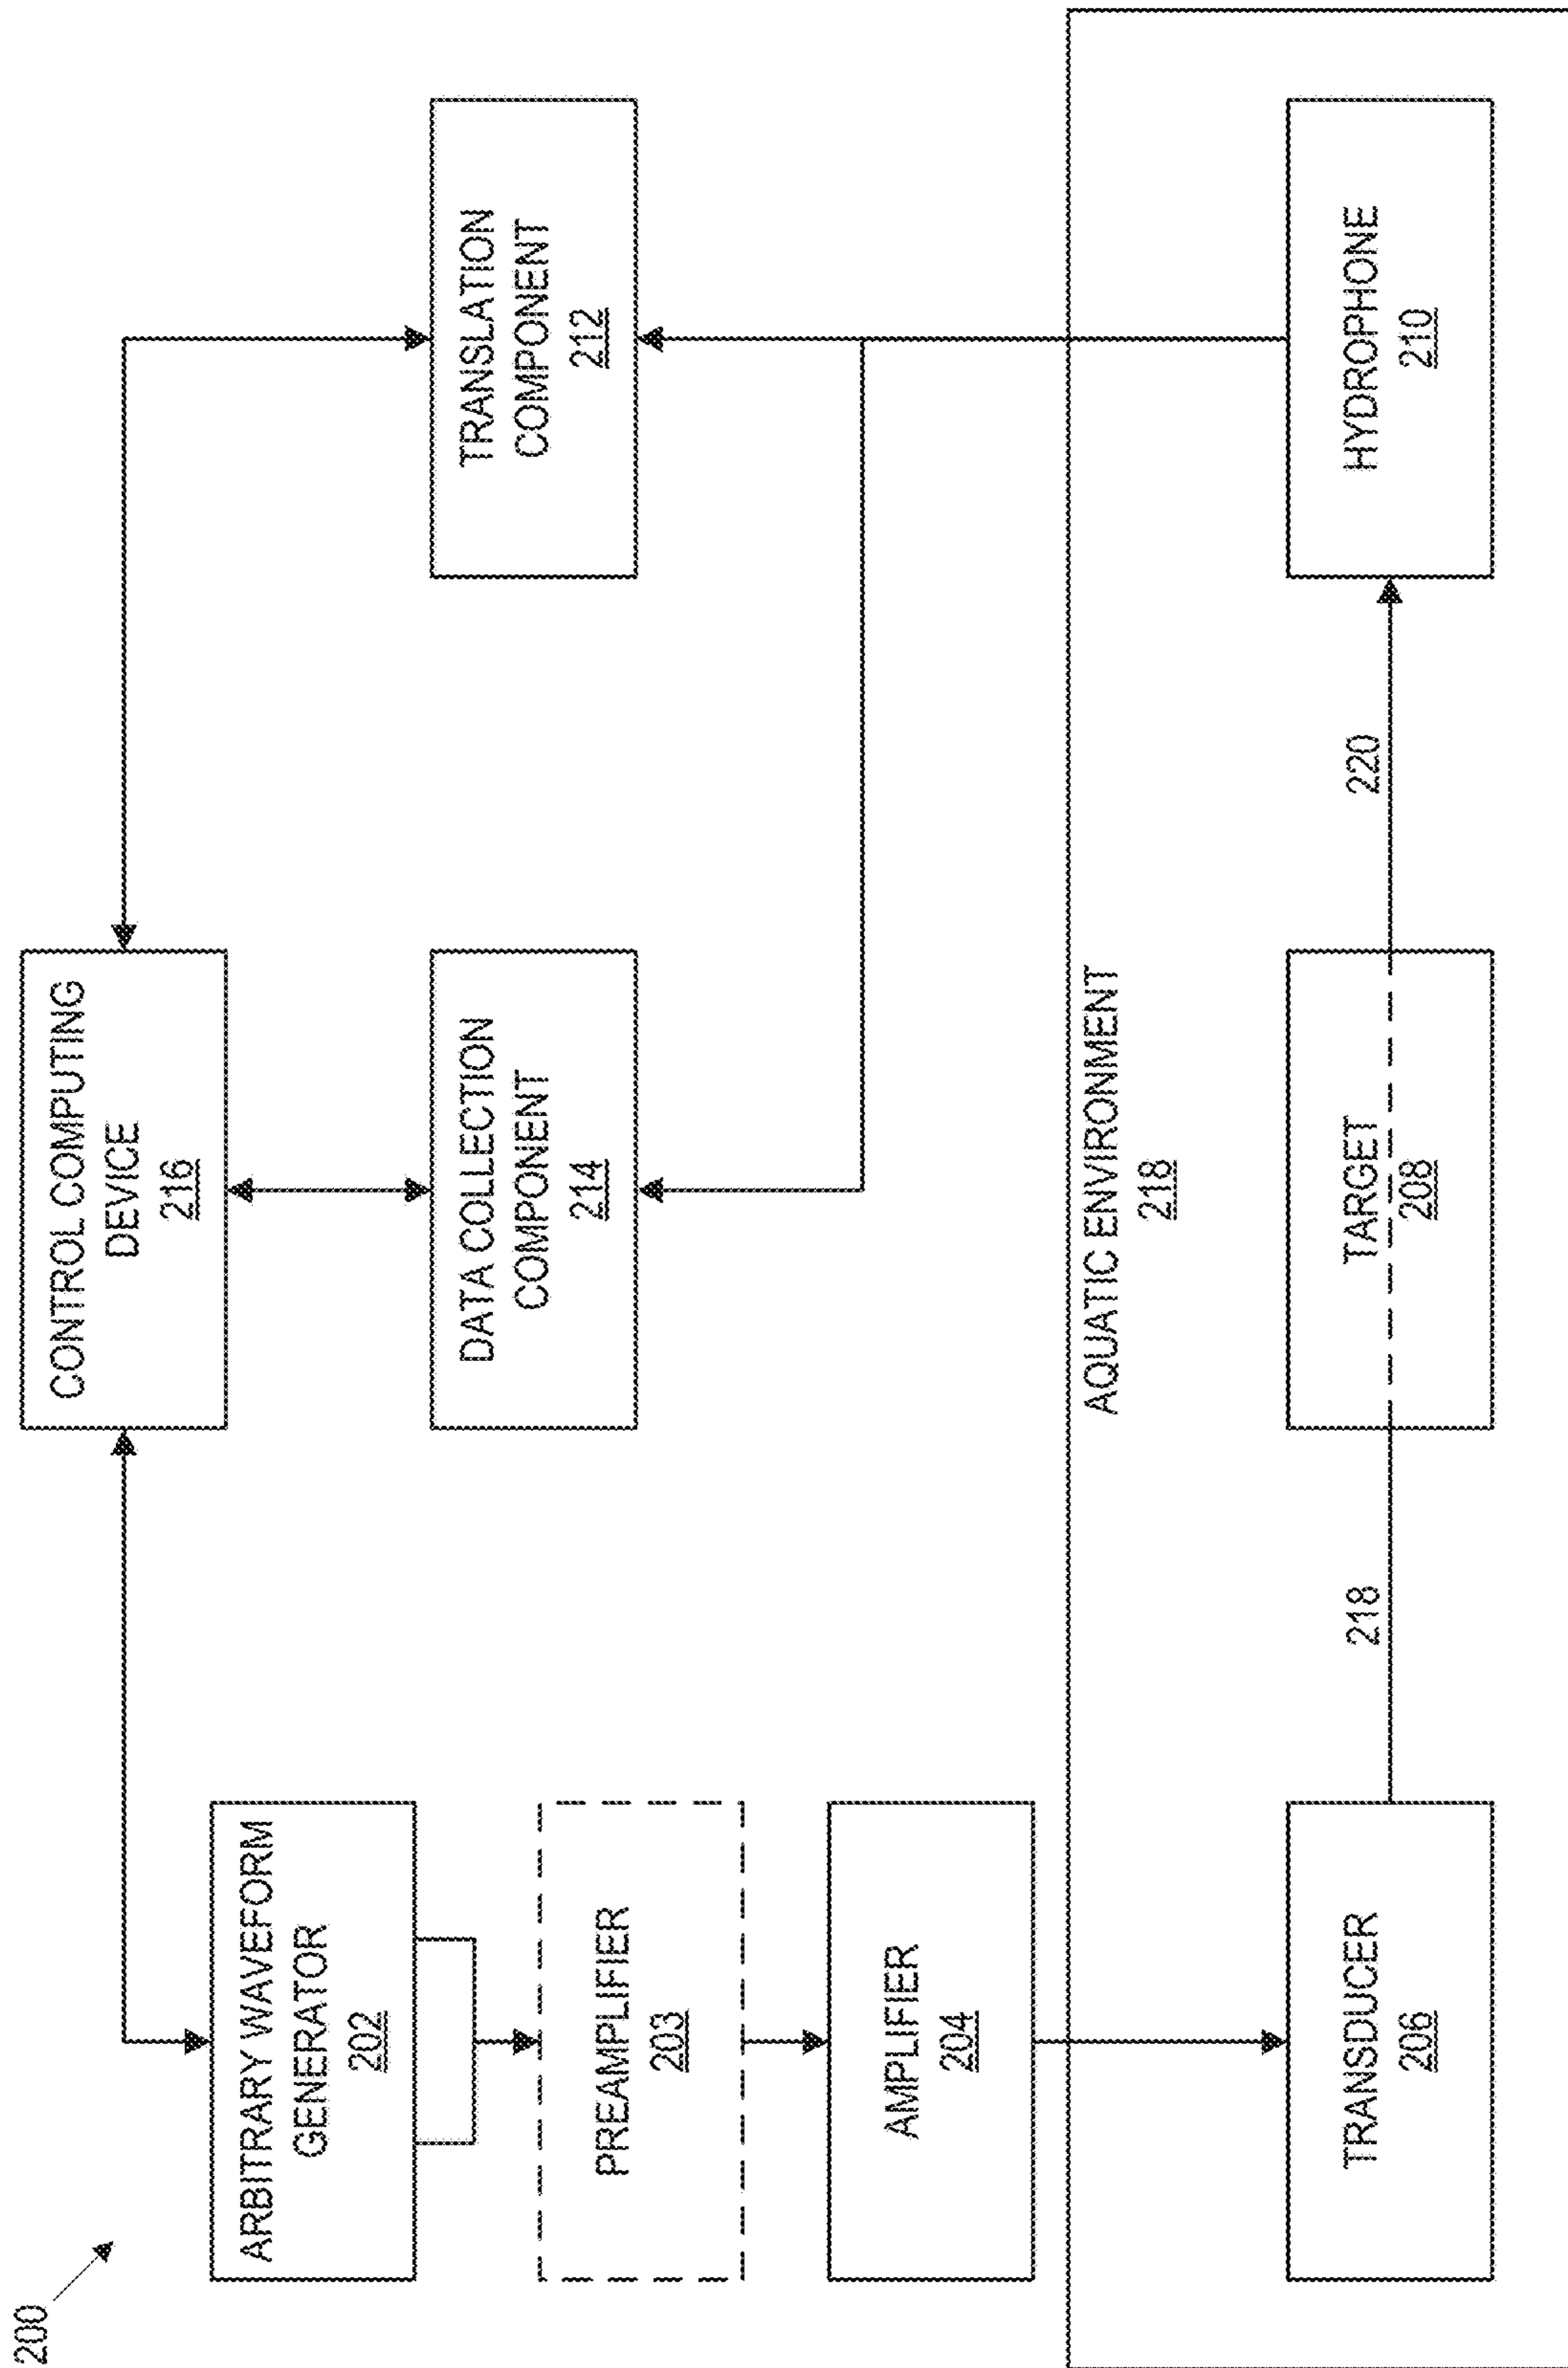 200
CONTROL COMPUTING
DEVICE
216
ARBITRARY WAVEFORM
GENERATOR
202
DATA COLLECTION
COMPONENT
214
TRANSLATION
COMPONENT
212
PREAMPLIFIER
203
AMPLIFIER
204
AQUATIC ENVIRONMENT
218
TRANSDUCER
206
218
TARGET
208
220
HYDROPHONE
210